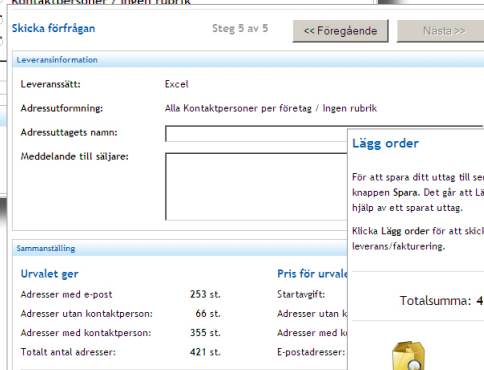 Kontaktpersoner / Ingen rubrik
Skicka förfrågan
Steg 5 av 5
<< Föregående
Nästa >>
Leveransinformation
Leveranssätt: Excel
Adressutformning: Alla Kontaktpersoner per företag / Ingen rubrik
Adressuttagets namn:
Meddelande till säljare:
Lägg order
För att spara ditt uttag till
knappen Spara. Det går att
hjälp av ett sparat uttag.
Klicka Lägg order för att
leverans/fakturering.
Totalsumma: 4
Sammanställning
Urvalet ger
Adresser med e-post 253 st.
Adresser utan kontaktperson: 66 st.
Adresser med kontaktperson: 355 st.
Totalt antal adresser: 421 st.
Pris för
Startavgift:
Adresser utan k
Adresser med
E-postadresser: